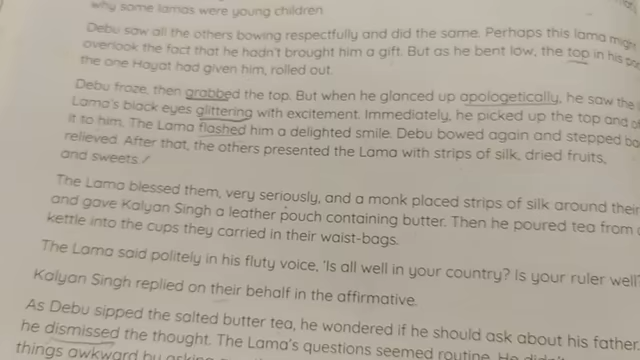 why some lamas were young children
Debu saw all the others bowing respectfully and did the same. Perhaps this lama might
overlook the fact that he hadn't brought him a gift. But as he bent low, the top in his
the one Hayat had given him, rolled out.
Debu froze, then grabbed the top. But when he glanced up apologetically, he saw the
Lama's black eyes glittering with excitement. Immediately, he picked up the top and
it to him. The Lama flashed him a delighted smile. Debu bowed again and stepped
relieved. After that, the others presented the Lama with strips of silk, dried fruits,
and sweets.
The Lama blessed them, very seriously, and a monk placed strips of silk around their
and gave Kalyan Singh a leather pouch containing butter. Then he poured tea from
kettle into the cups they carried in their waist-bags.
The Lama said politely in his fluty voice, 'Is all well in your country? Is your ruler well?
Kalyan Singh replied on their behalf in the affirmative.
As Debu sipped the salted butter tea, he wondered if he should ask about his father
he dismissed the thought. The Lama's questions seemed routine. He didn't
things awkward by asking